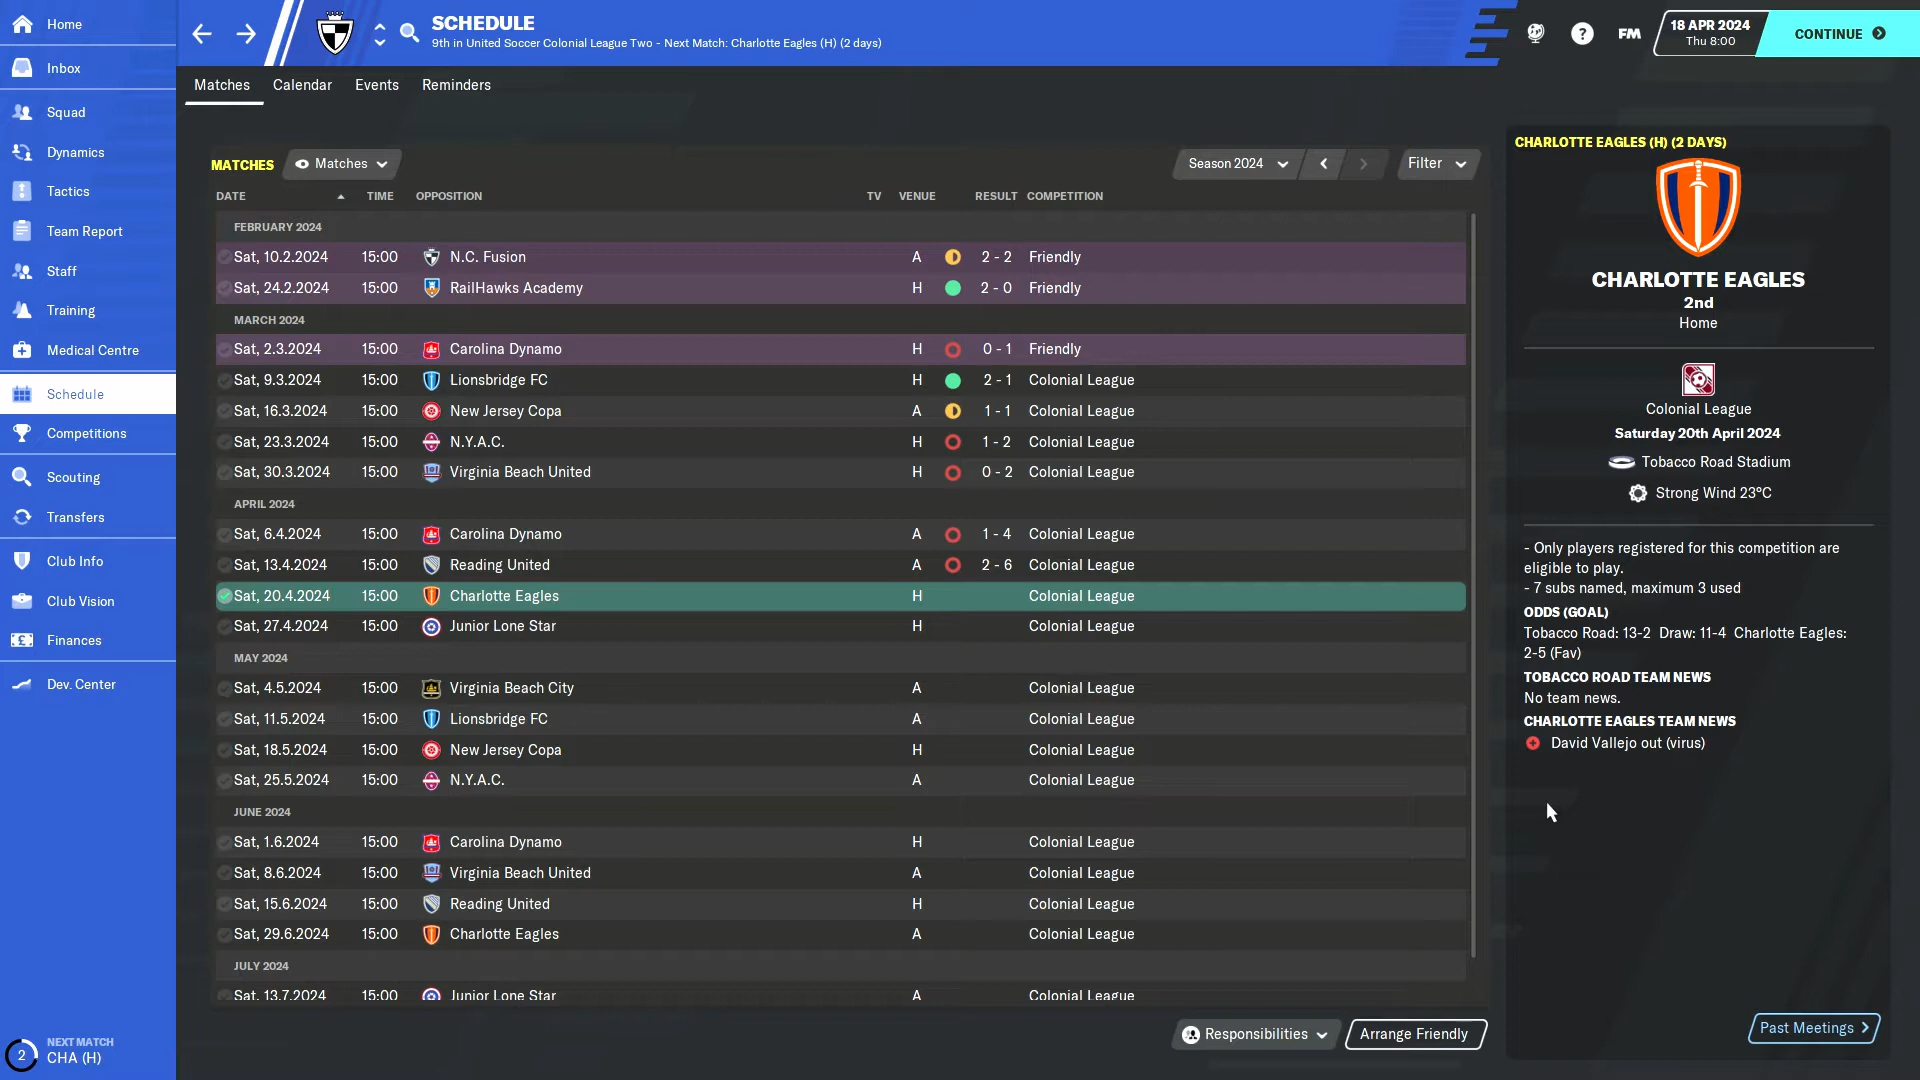 Home
Inbox
Squad
Dynamics
Tactics
Team Report
Staff
Training
Medical Centre
Schedule
Competitions
Scouting
Transfers
Club Info
Club Vision
Finances
Dev. Center
2
NEXT MATCH
CHA (H)
SCHEDULE
9th in United Soccer Colonial League Two - Next Match: Charlotte Eagles (H) (2 days)
?
FM
18 APR 2024
Thu 8:00
CONTINUE
Matches Calendar Events Reminders
MATCHES Matches Season 2024 Filter
DATE TIME OPPOSITION TV VENUE RESULT COMPETITION
FEBRUARY 2024
Sat, 10.2.2024 15:00 N.C. Fusion A 2 - 2 Friendly
Sat, 24.2.2024 15:00 RailHawks Academy H 2 - 0 Friendly
MARCH 2024
Sat, 2.3.2024 15:00 Carolina Dynamo H 0 - 1 Friendly
Sat, 9.3.2024 15:00 Lionsbridge FC H 2 - 1 Colonial League
Sat, 16.3.2024 15:00 New Jersey Copa A 1 - 1 Colonial League
Sat, 23.3.2024 15:00 N.Y.A.C. H 1 - 2 Colonial League
Sat, 30.3.2024 15:00 Virginia Beach United H 0 - 2 Colonial League
APRIL 2024
Sat, 6.4.2024 15:00 Carolina Dynamo A 1 - 4 Colonial League
Sat, 13.4.2024 15:00 Reading United A 2 - 6 Colonial League
Sat, 20.4.2024 15:00 Charlotte Eagles H Colonial League
Sat, 27.4.2024 15:00 Junior Lone Star H Colonial League
MAY 2024
Sat, 4.5.2024 15:00 Virginia Beach City A Colonial League
Sat, 11.5.2024 15:00 Lionsbridge FC A Colonial League
Sat, 18.5.2024 15:00 New Jersey Copa H Colonial League
Sat, 25.5.2024 15:00 N.Y.A.C. A Colonial League
JUNE 2024
Sat, 1.6.2024 15:00 Carolina Dynamo H Colonial League
Sat, 8.6.2024 15:00 Virginia Beach United A Colonial League
Sat, 15.6.2024 15:00 Reading United H Colonial League
Sat, 29.6.2024 15:00 Charlotte Eagles A Colonial League
JULY 2024
Sat, 13.7.2024 15:00 Junior Lone Star A Colonial League
Responsibilities Arrange Friendly
CHARLOTTE EAGLES (H) (2 DAYS)
CHARLOTTE EAGLES
2nd
Home
Colonial League
Saturday 20th April 2024
Tobacco Road Stadium
Strong Wind 23°C
- Only players registered for this competition are
eligible to play.
- 7 subs named, maximum 3 used
ODDS (GOAL)
Tobacco Road: 13-2 Draw: 11-4 Charlotte Eagles:
2-5 (Fav)
TOBACCO ROAD TEAM NEWS
No team news.
CHARLOTTE EAGLES TEAM NEWS
David Vallejo out (virus)
Past Meetings